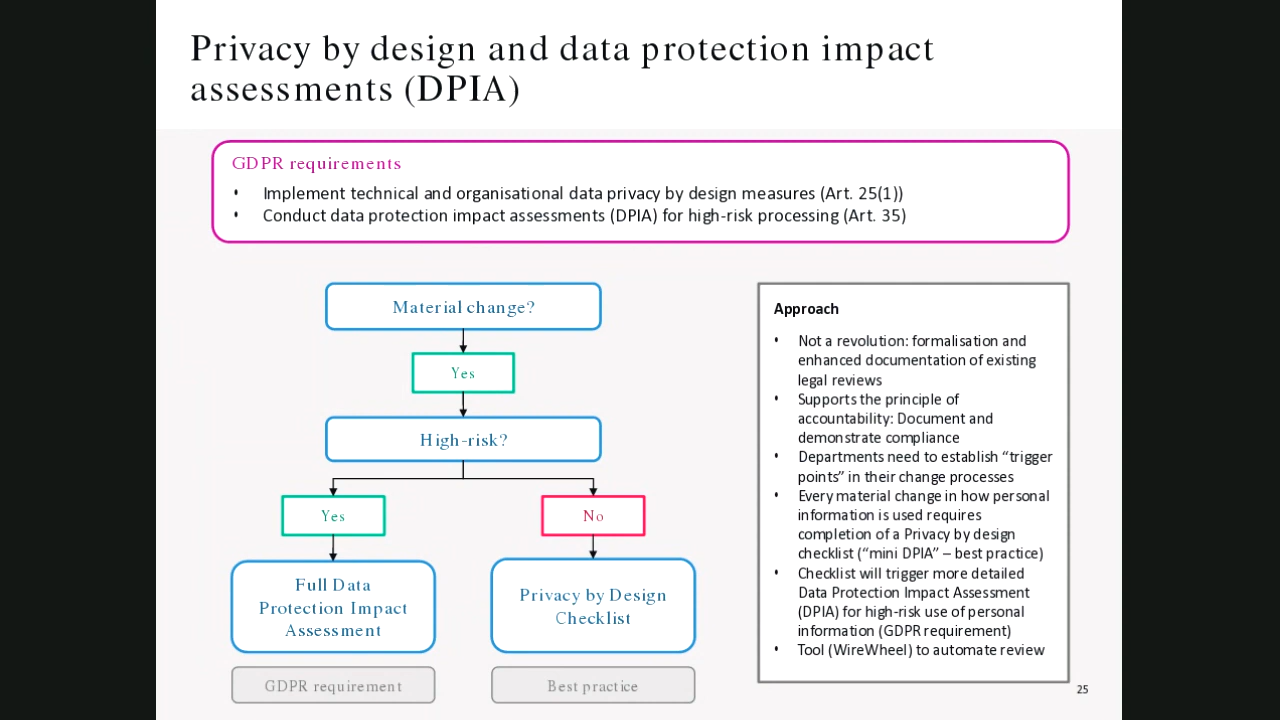 Privacy by design and data protection impact
assessments (DPIA)
GDPR requirements
• Implement technical and organisational data privacy by design measures (Art. 25(1))
• Conduct data protection impact assessments (DPIA) for high-risk processing (Art. 35)
Material change?
Yes
High-risk?
Yes
No
Full Data
Protection Impact
Assessment
Privacy by Design
Checklist
GDPR requirement
Best practice
Approach
• Not a revolution: formalisation and
enhanced documentation of existing
legal reviews
• Supports the principle of
accountability: Document and
demonstrate compliance
• Departments need to establish “trigger
points” in their change processes
• Every material change in how personal
information is used requires
completion of a Privacy by design
checklist (“mini DPIA” – best practice)
• Checklist will trigger more detailed
Data Protection Impact Assessment
(DPIA) for high-risk use of personal
information (GDPR requirement)
• Tool (WireWheel) to automate review
25